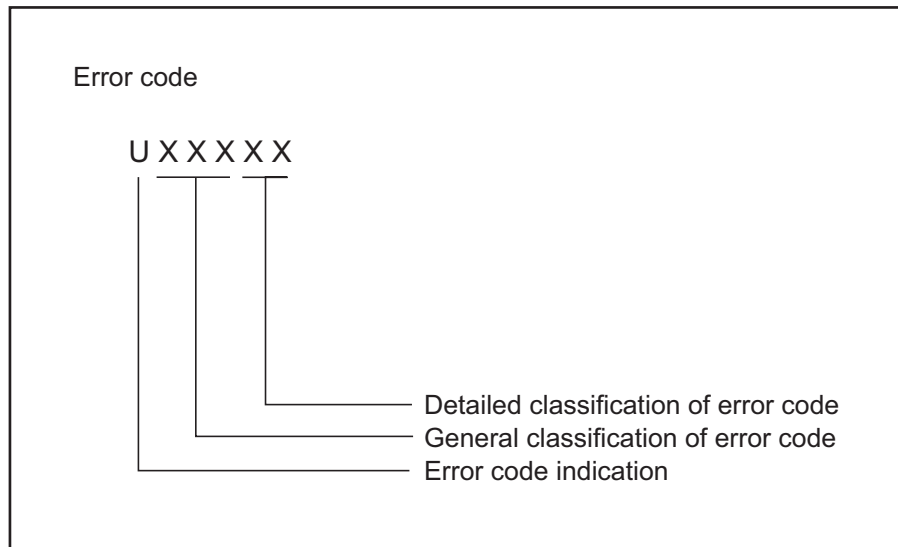 Error code
U X X X X X
Detailed classification of error code
General classification of error code
Error code indication